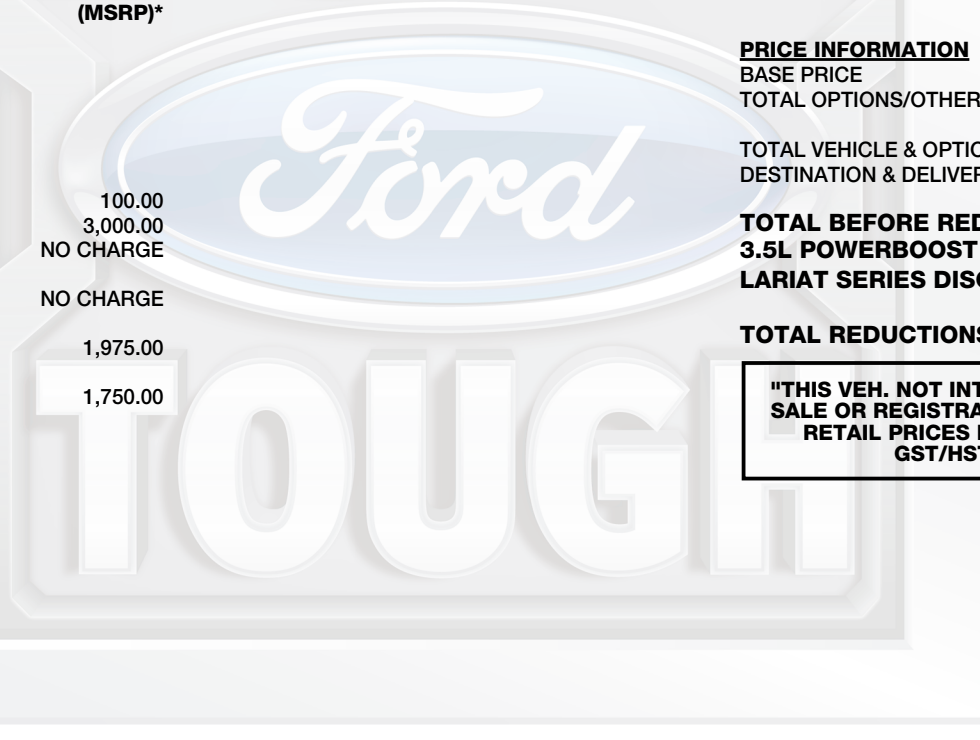 (MSRP)*
100.00
3,000.00
NO CHARGE
NO CHARGE
1,975.00
1,750.00
Ford
TOUGH
PRICE INFORMATION
BASE PRICE
TOTAL OPTIONS/OTHER
TOTAL VEHICLE & OPTIO
DESTINATION & DELIVER
TOTAL BEFORE RED
3.5L POWERBOOST
LARIAT SERIES DISC
TOTAL REDUCTIONS
"THIS VEH. NOT INT
SALE OR REGISTRA
RETAIL PRICES
GST/HST